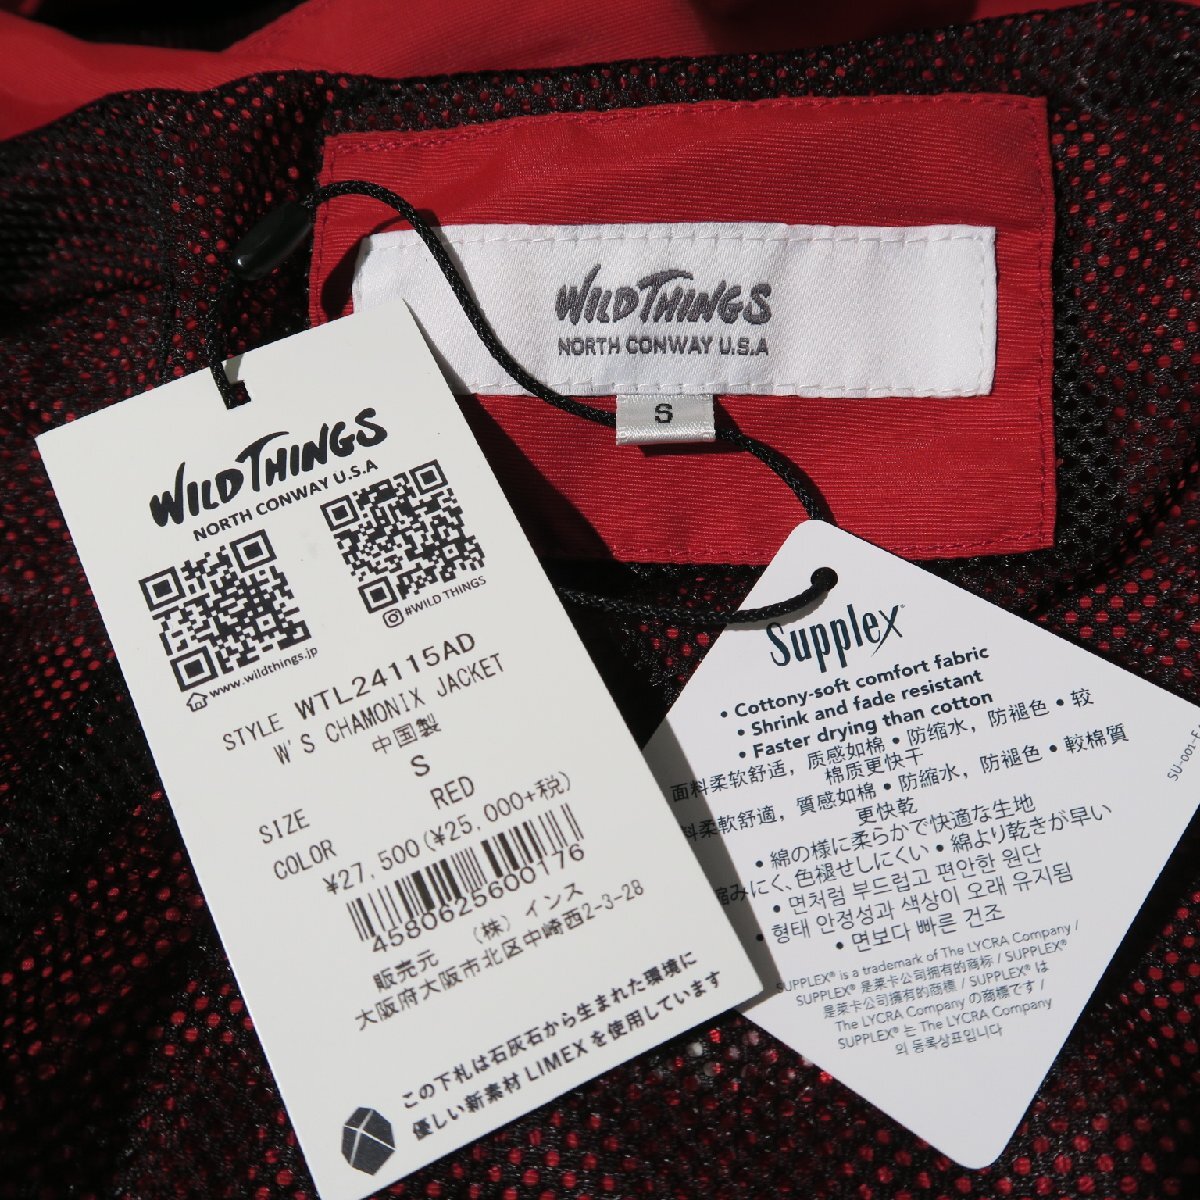 WILD THINGS
NORTH CONWAY U.S.A
S
WILD THINGS
NORTH CONWAY U.S.A
www.wildthings.jp
#WILD THINGS
STYLE WTL24115AD
W'S CHAMONIX JACKET
中国製
SIZE S
COLOR RED
¥27,500(¥25,000+税)
4580625600176
販売元 (株) インス
大阪府大阪市北区中崎西2-3-28
この下札は石灰石から生まれた環境に
優しい新素材 LIMEX を使用しています
Supplex®
• Cottony-soft comfort fabric
• Shrink and fade resistant
• Faster drying than cotton
面料柔软舒适，质感如棉 • 防缩水，防褪色 • 较
棉质更快干
料柔軟舒適，質感如棉 • 防縮水，防褪色 • 較棉質
更快乾
• 綿の様に柔らかで快適な生地
縮みにく、色褪せしにくい • 綿より乾きが早い
• 면처럼 부드럽고 편안한 원단
• 형태 안정성과 색상이 오래 유지됨
• 면보다 빠른 건조
SUPPLEX® is a trademark of The LYCRA Company /
SUPPLEX® 是莱卡公司拥有的商标 / SUPPLEX®
是萊卡公司擁有的商標 / SUPPLEX® は
The LYCRA Company の商標です /
SUPPLEX® 는 The LYCRA Company
의 등록상표입니다